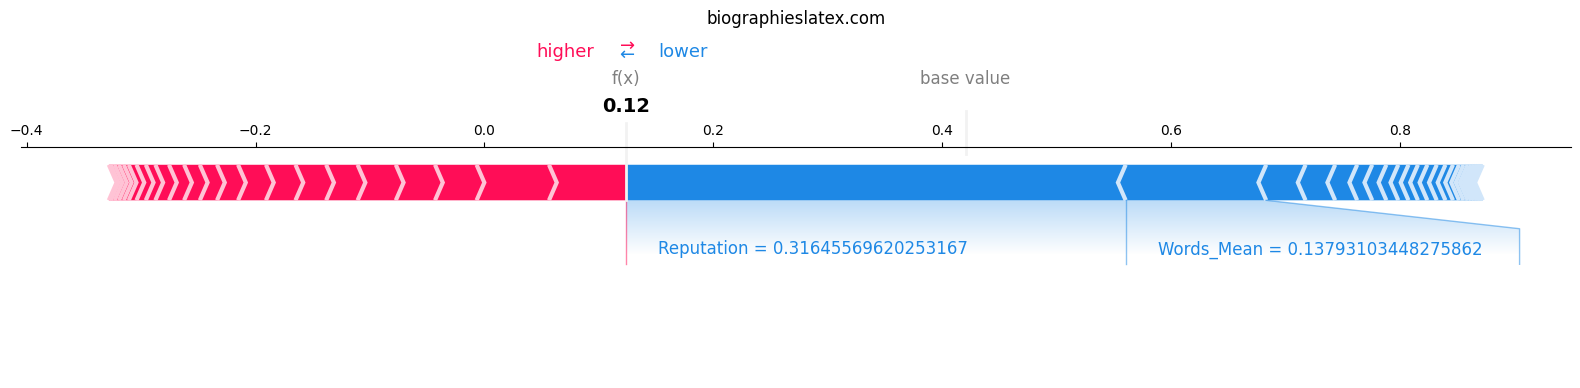 biographieslatex.com
higher ⇄ lower
f(x) base value
0.12
−0.4 −0.2 0.0 0.2 0.4 0.6 0.8
Reputation = 0.31645569620253167 Words_Mean = 0.13793103448275862